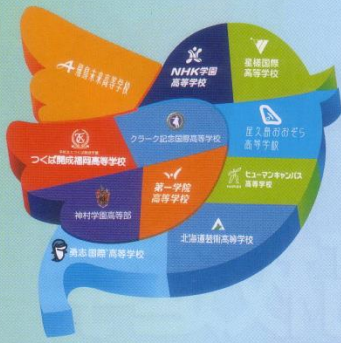 飛鳥未来高等学校
NHK学園
高等学校
星槎国際
高等学校
つくば開成福岡高等学校
クラーク記念国際高等学校
屋久島おおぞら
高等学校
神村学園高等部
第一学院
高等学校
ヒューマンキャンパス
高等学校
北海道芸術高等学校
勇志国際高等学校